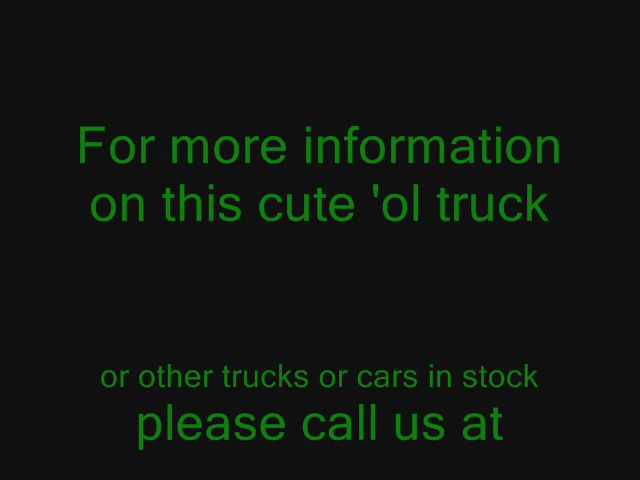 For more information
on this cute 'ol truck
or other trucks or cars in stock
please call us at